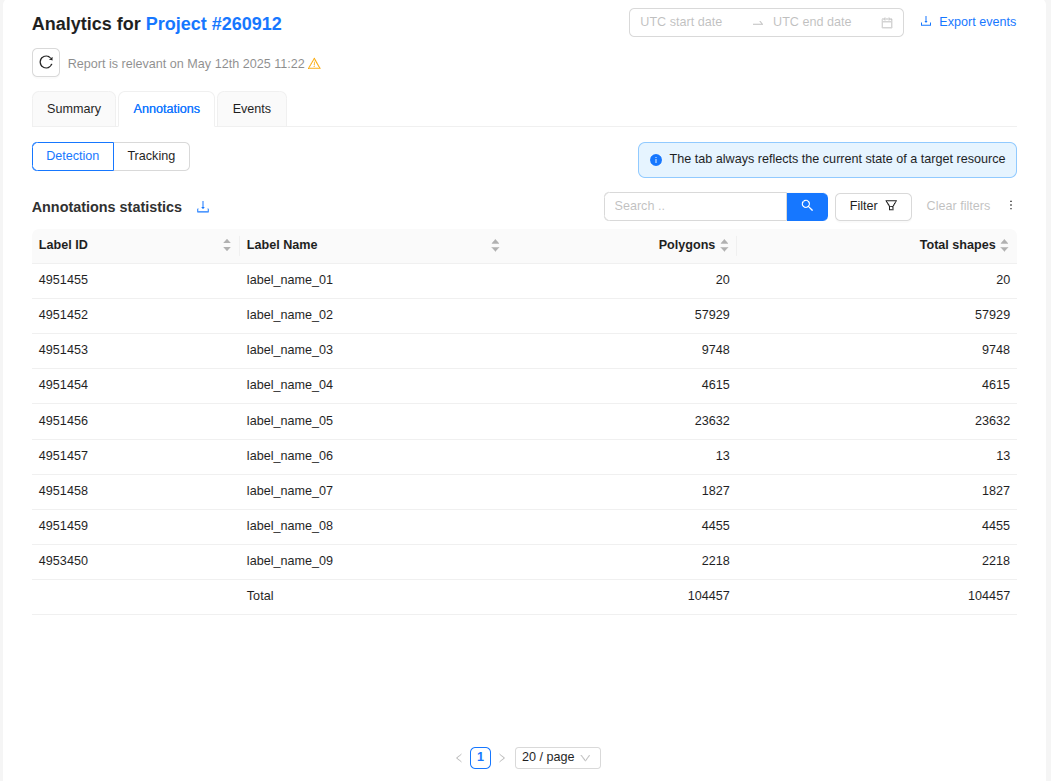 Analytics for Project #260912
UTC start date UTC end date
Export events
Report is relevant on May 12th 2025 11:22
Summary Annotations Events
Detection Tracking
The tab always reflects the current state of a target resource
Annotations statistics
Search .. Filter Clear filters
Label ID Label Name Polygons Total shapes
4951455 label_name_01 20 20
4951452 label_name_02 57929 57929
4951453 label_name_03 9748 9748
4951454 label_name_04 4615 4615
4951456 label_name_05 23632 23632
4951457 label_name_06 13 13
4951458 label_name_07 1827 1827
4951459 label_name_08 4455 4455
4953450 label_name_09 2218 2218
Total 104457 104457
1 20 / page